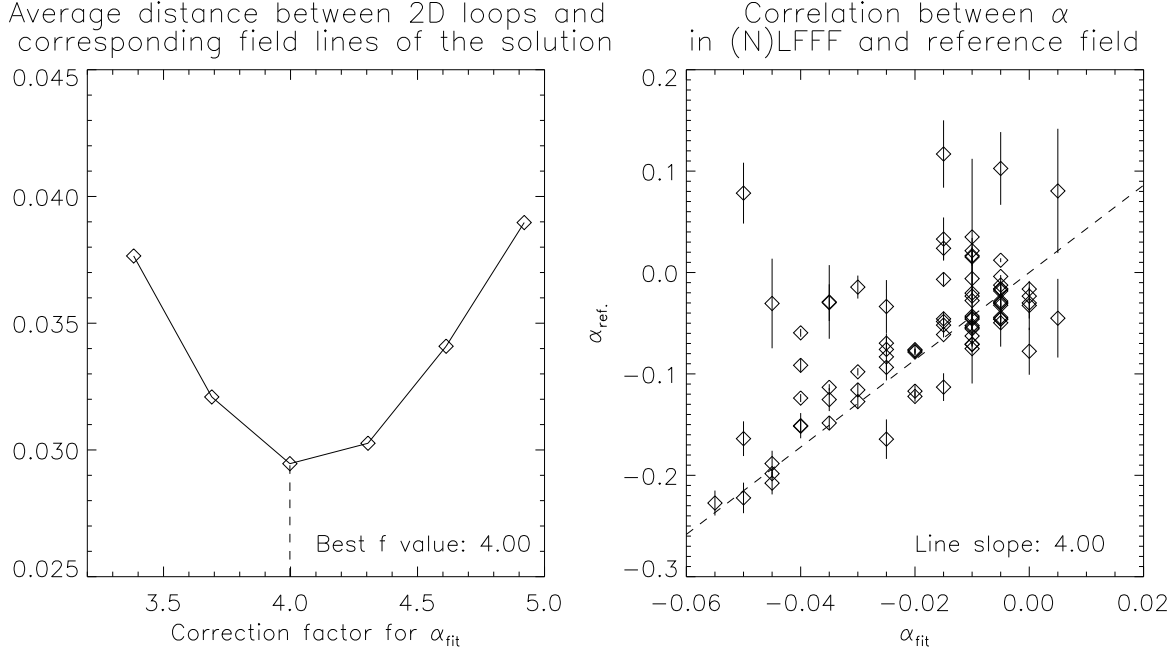 Average distance between 2D loops and
corresponding field lines of the solution
0.045
0.040
0.035
0.030
0.025
Best f value: 4.00
3.5 4.0 4.5 5.0
Correction factor for αfit
Correlation between α
in (N)LFFF and reference field
0.2
0.1
0.0
−0.1
−0.2
−0.3
αref.
Line slope: 4.00
−0.06 −0.04 −0.02 0.00 0.02
αfit